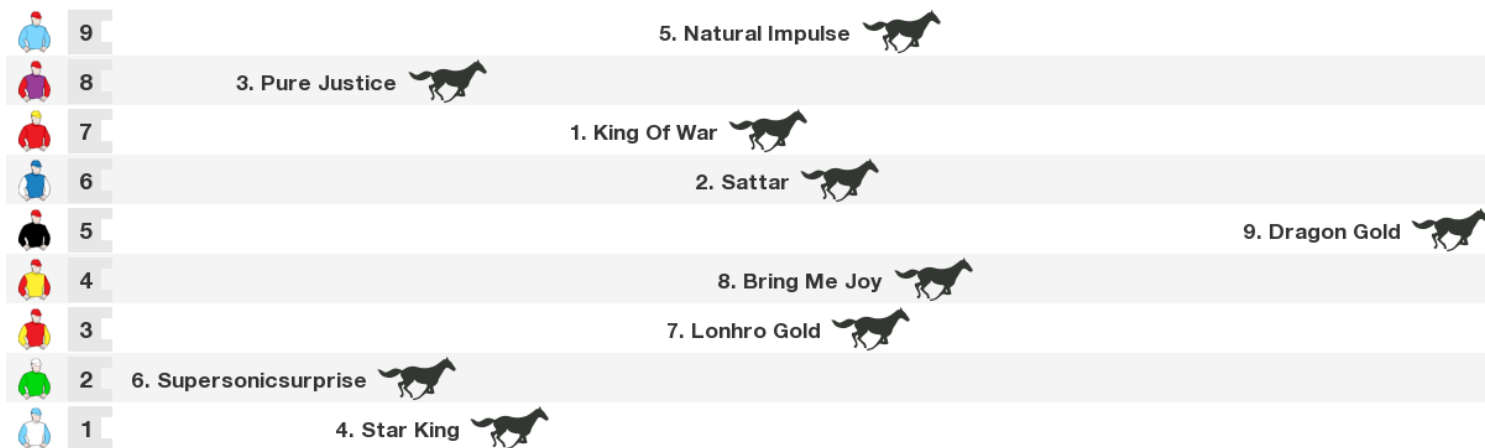 9 5. Natural Impulse
8 3. Pure Justice
7 1. King Of War
6 2. Sattar
5 9. Dragon Gold
4 8. Bring Me Joy
3 7. Lonhro Gold
2 6. Supersonicsurprise
1 4. Star King